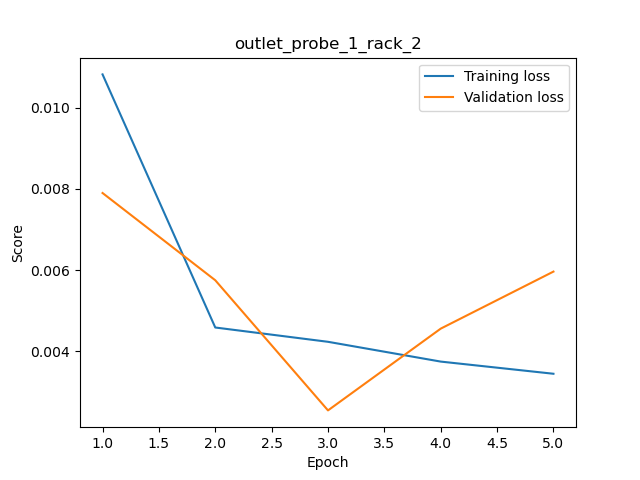 outlet_probe_1_rack_2
Training loss
Validation loss
0.010
0.008
0.006
0.004
Score
1.0 1.5 2.0 2.5 3.0 3.5 4.0 4.5 5.0
Epoch